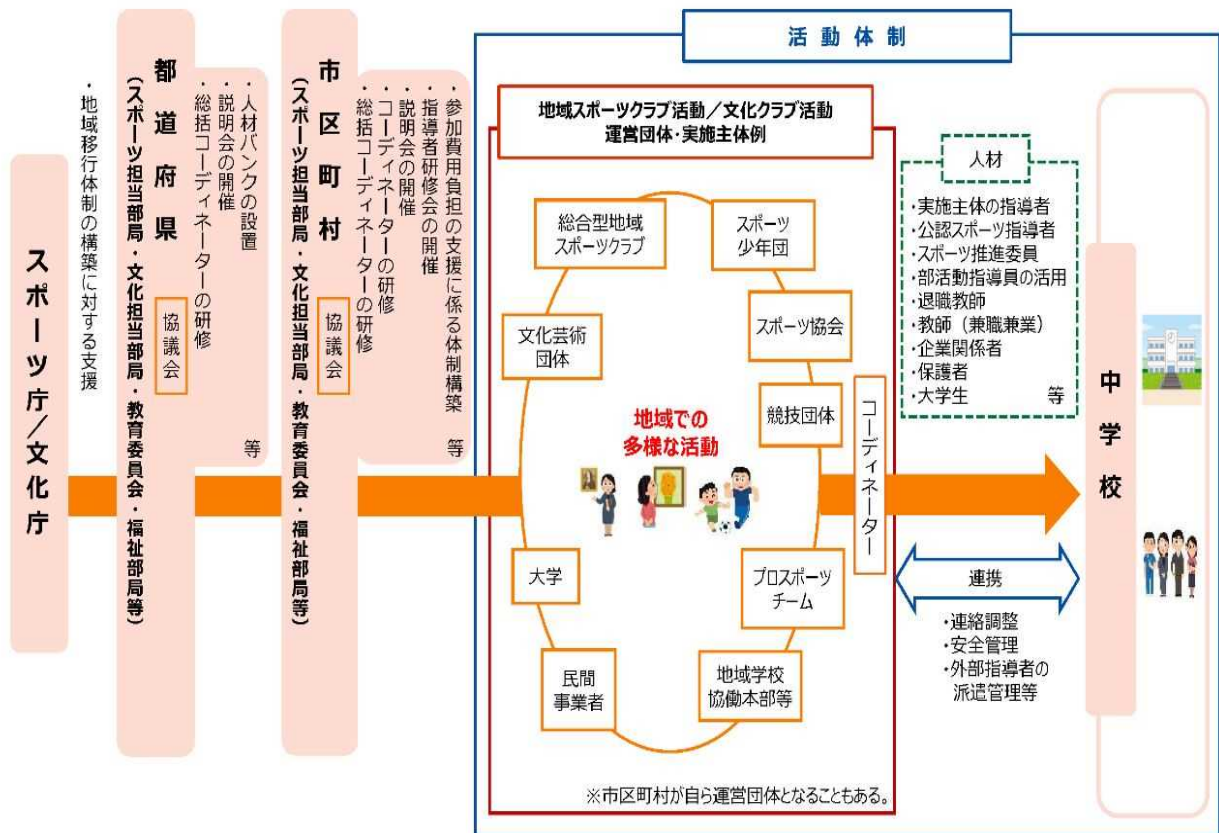 活動体制
スポーツ庁/文化庁
・地域移行体制の構築に対する支援
都道府県
(スポーツ担当部局・文化担当部局・教育委員会・福祉部局等)
協議会
・人材バンクの設置
・説明会の開催
・総括コーディネーターの研修
等
市区町村
(スポーツ担当部局・文化担当部局・教育委員会・福祉部局等)
協議会
・参加費用負担の支援に係る体制構築
・指導者研修会の開催
・説明会の開催
・コーディネーターの研修
・総括コーディネーターの研修
等
地域スポーツクラブ活動/文化クラブ活動
運営団体・実施主体例
総合型地域
スポーツクラブ
スポーツ
少年団
文化芸術
団体
スポーツ協会
競技団体
地域での
多様な活動
大学
プロスポーツ
チーム
民間
事業者
地域学校
協働本部等
※市区町村が自ら運営団体となることもある。
コーディネーター
人材
・実施主体の指導者
・公認スポーツ指導者
・スポーツ推進委員
・部活動指導員の活用
・退職教師
・教師(兼職兼業)
・企業関係者
・保護者
・大学生 等
連携
・連絡調整
・安全管理
・外部指導者の
派遣管理等
中学校